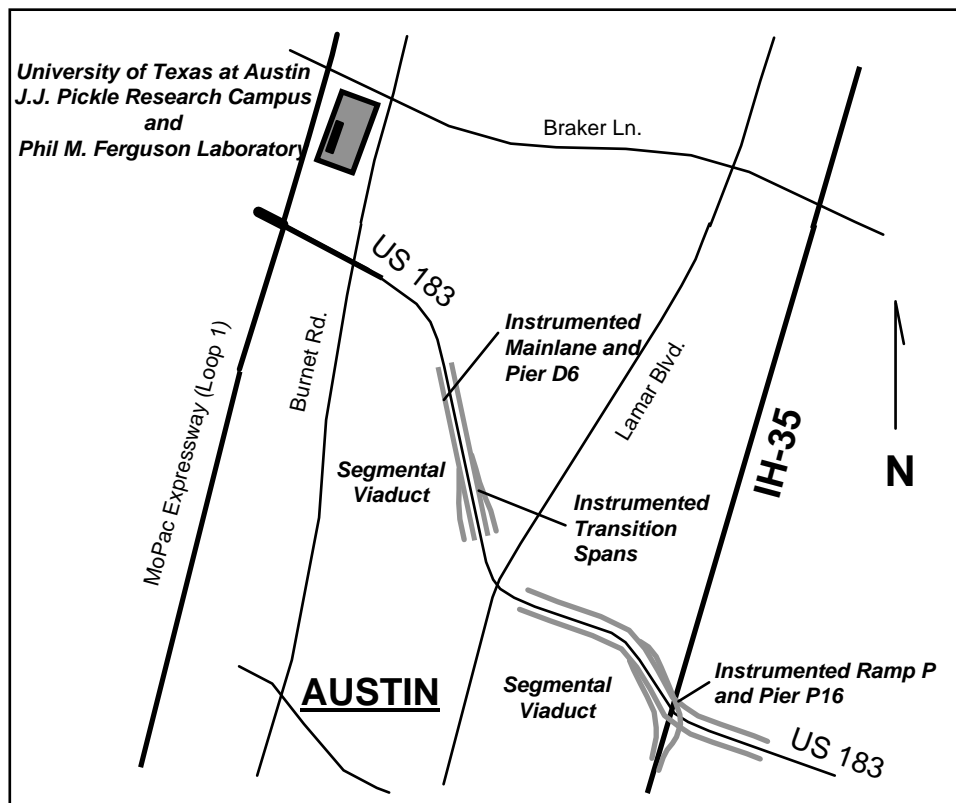 University of Texas at Austin
J.J. Pickle Research Campus
and
Phil M. Ferguson Laboratory
Braker Ln.
US 183
Instrumented
Mainlane and
Pier D6
MoPac Expressway (Loop 1)
Burnet Rd.
Lamar Blvd.
IH-35
N
Segmental
Viaduct
Instrumented
Transition
Spans
AUSTIN
Segmental
Viaduct
Instrumented Ramp P
and Pier P16
US 183